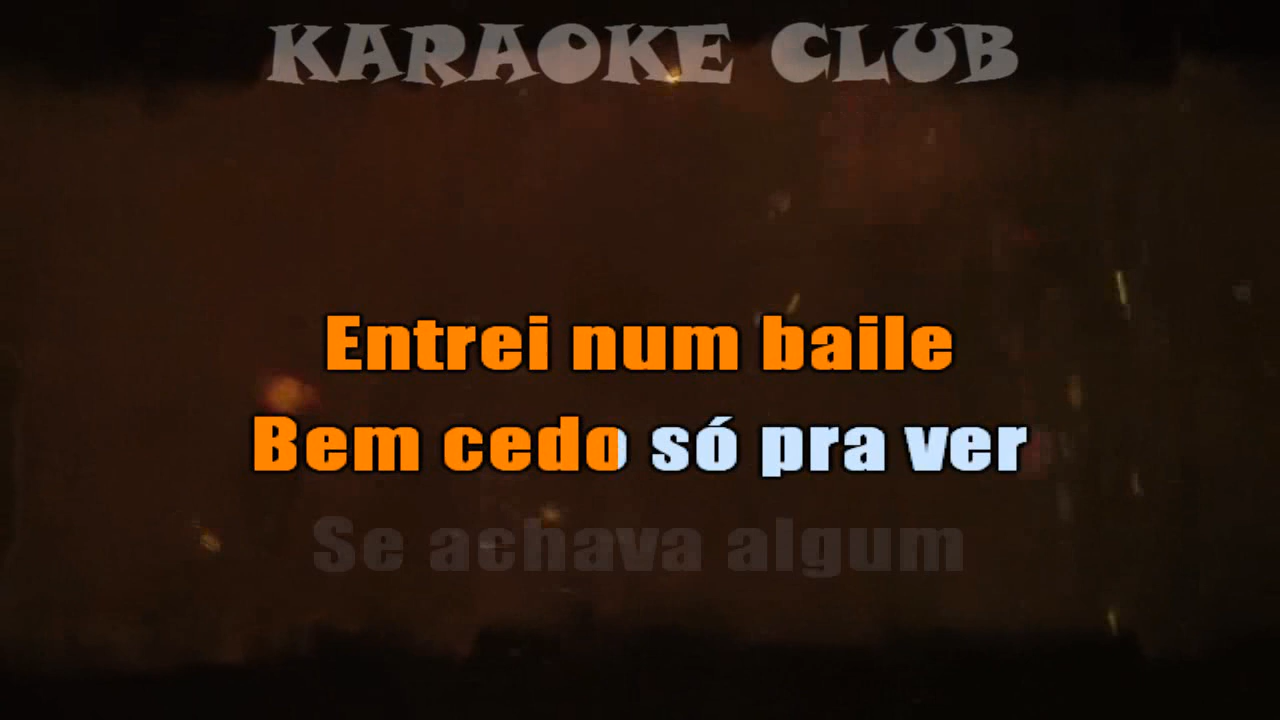 KARAOKE CLUB
Entrei num baile
Bem cedo só pra ver
Se achava algum